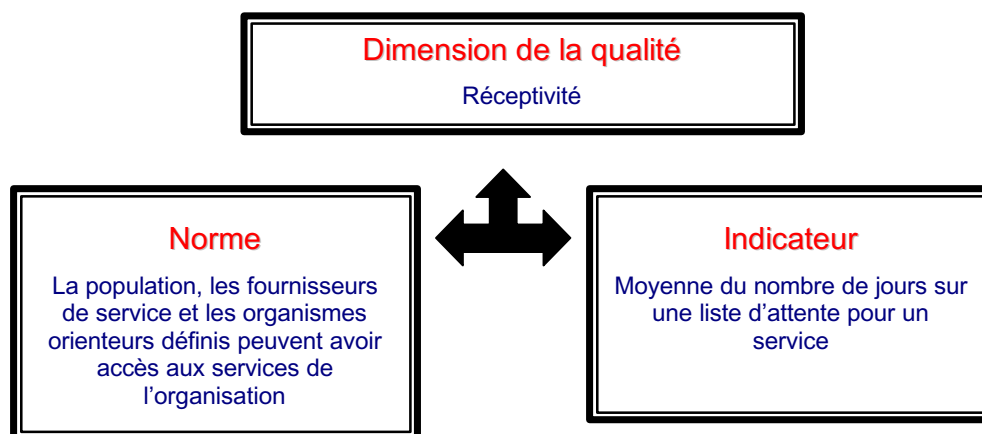 Dimension de la qualité
Réceptivité
Norme
La population, les fournisseurs
de service et les organismes
orienteurs définis peuvent avoir
accès aux services de
l'organisation
Indicateur
Moyenne du nombre de jours sur
une liste d'attente pour un
service